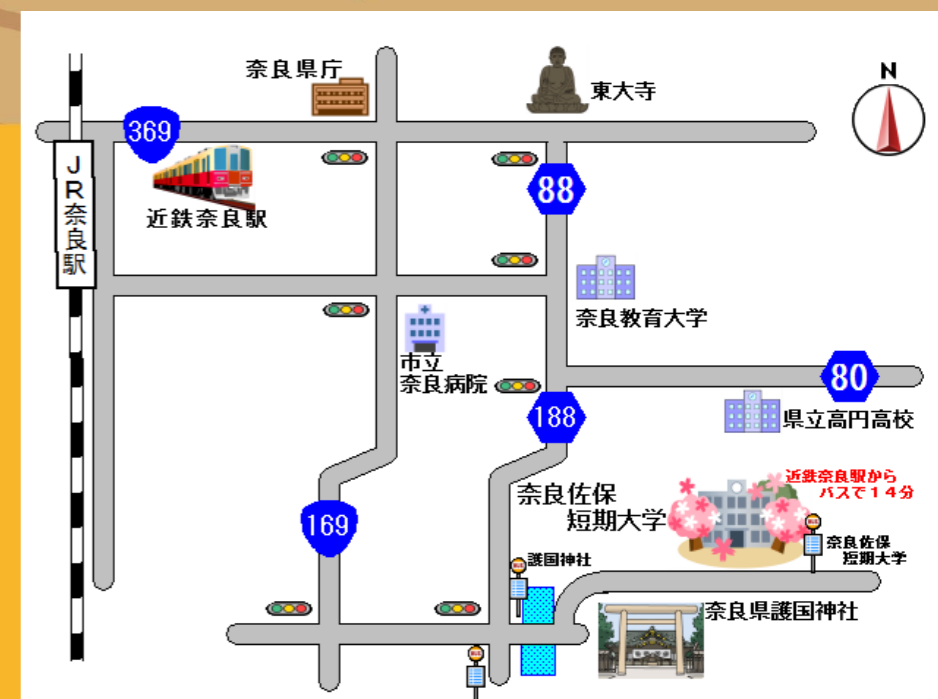 奈良県庁
東大寺
N
369
JR奈良駅
近鉄奈良駅
88
奈良教育大学
市立
奈良病院
80
188
県立高円高校
近鉄奈良駅から
バスで14分
奈良佐保
短期大学
169
BUS
奈良佐保
短期大学
BUS
護国神社
奈良県護国神社
BUS